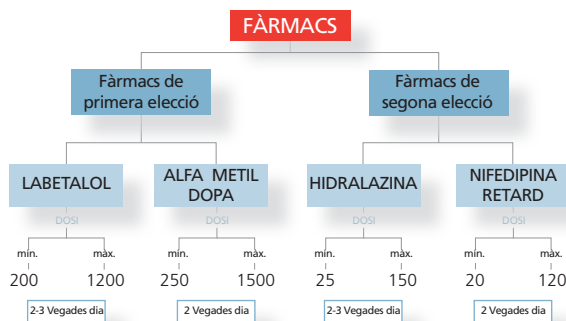 FÀRMACS
Fàrmacs de
primera elecció
Fàrmacs de
segona elecció
LABETALOL
ALFA METIL
DOPA
HIDRALAZINA
NIFEDIPINA
RETARD
DOSI
DOSI
DOSI
DOSI
mín. màx.
mín. màx.
mín. màx.
mín. màx.
200 1200
250 1500
25 150
20 120
2-3 Vegades dia
2 Vegades dia
2-3 Vegades dia
2 Vegades dia